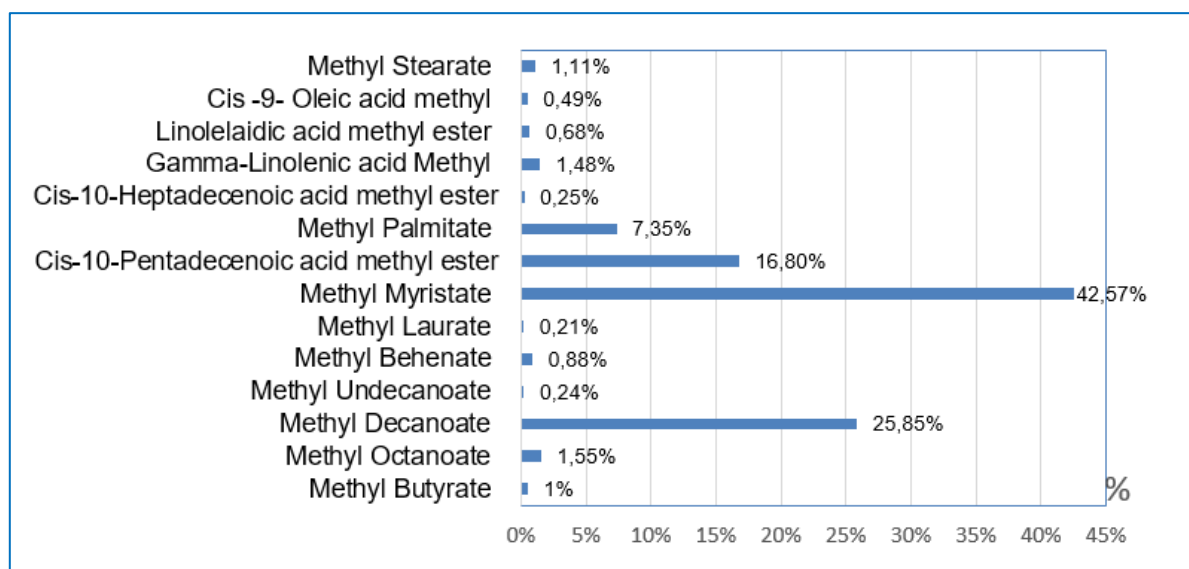 Methyl Stearate 1,11%
Cis -9- Oleic acid methyl 0,49%
Linolelaidic acid methyl ester 0,68%
Gamma-Linolenic acid Methyl 1,48%
Cis-10-Heptadecenoic acid methyl ester 0,25%
Methyl Palmitate 7,35%
Cis-10-Pentadecenoic acid methyl ester 16,80%
Methyl Myristate 42,57%
Methyl Laurate 0,21%
Methyl Behenate 0,88%
Methyl Undecanoate 0,24%
Methyl Decanoate 25,85%
Methyl Octanoate 1,55%
Methyl Butyrate 1% %
0% 5% 10% 15% 20% 25% 30% 35% 40% 45%